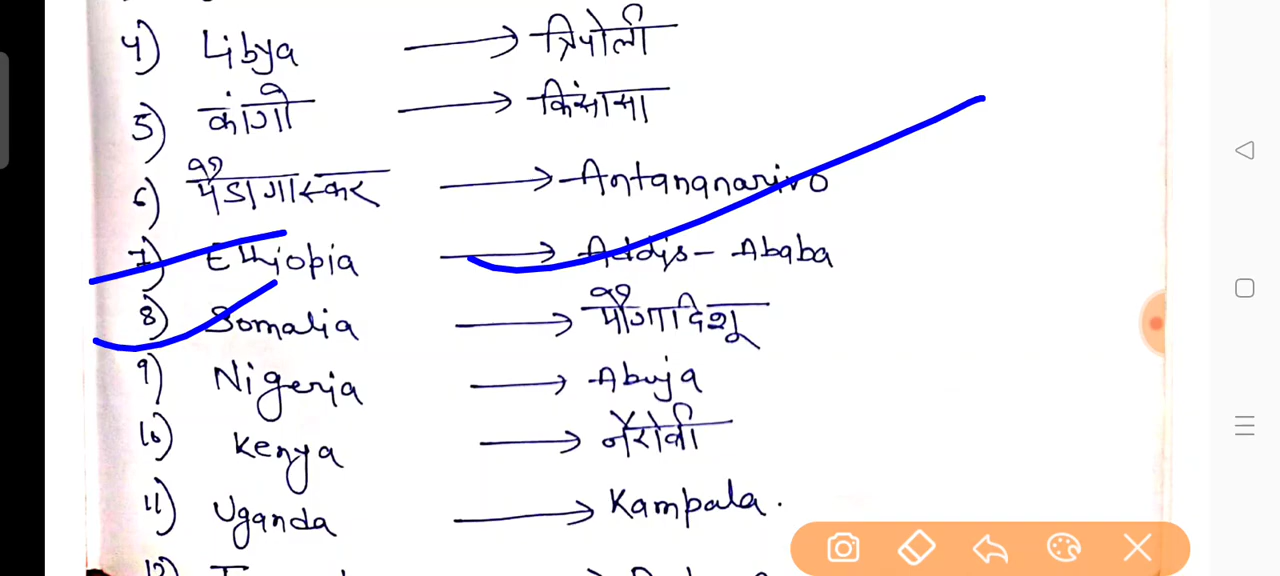 4) Libya → त्रिपोली
5) कांगो → किंसासा
6) मैडागास्कर → Antananarivo
7) Ethiopia → Addis-Ababa
8) Somalia → मोगादिशू
9) Nigeria → Abuja
10) Kenya → नैरोबी
11) Uganda → Kampala.
12)